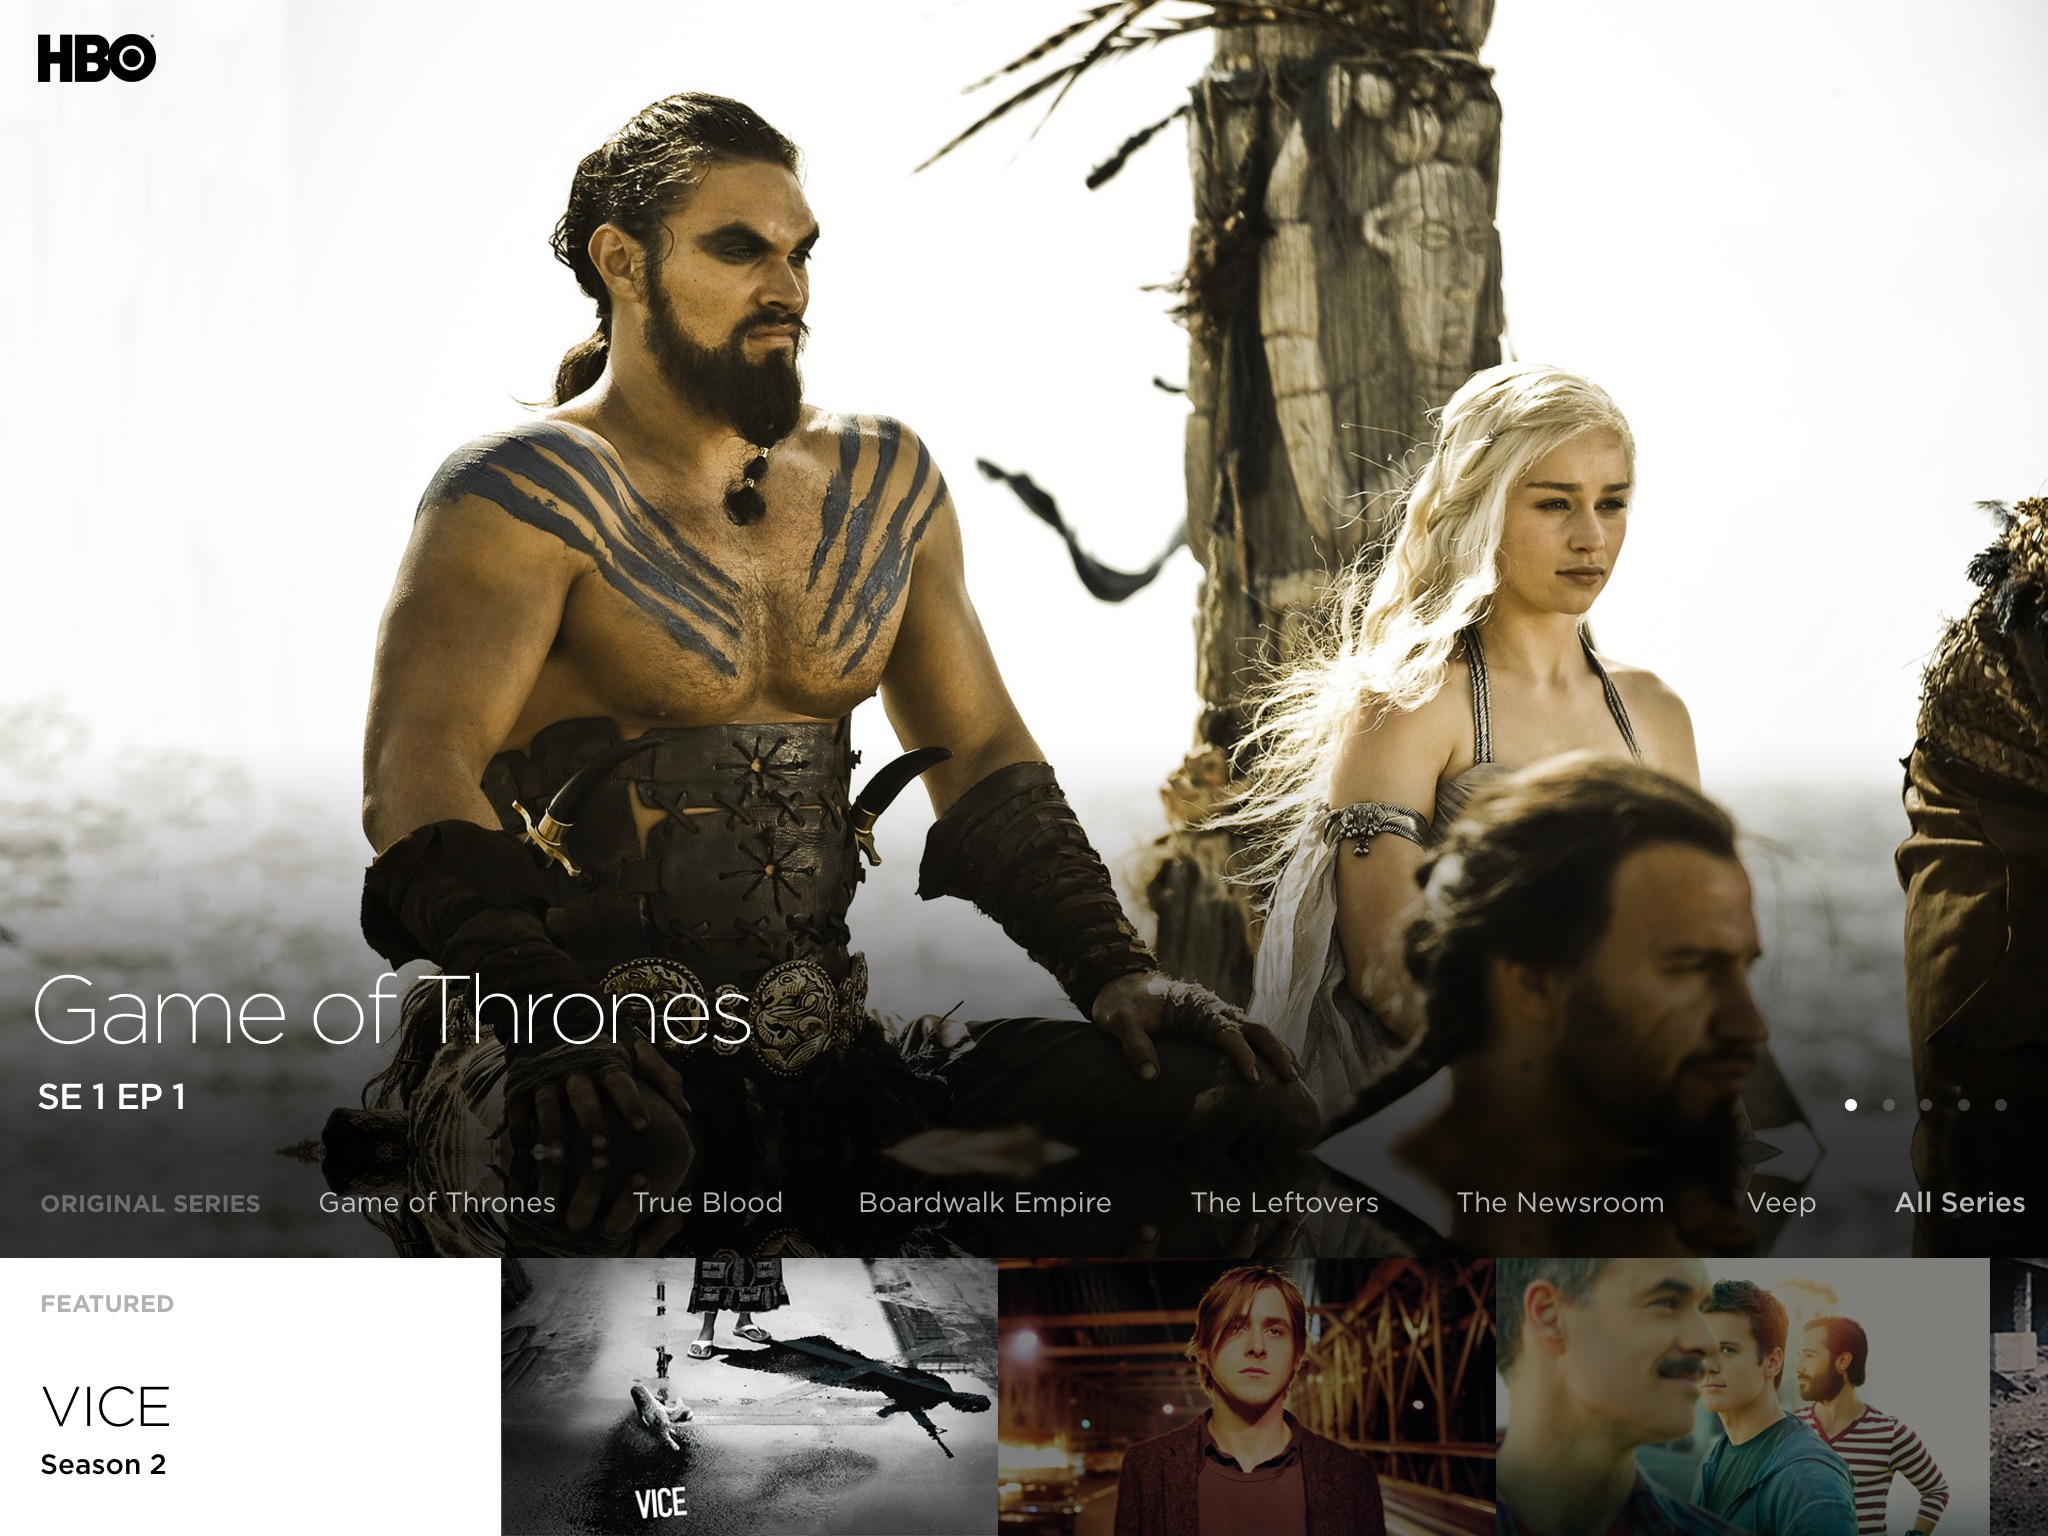 HBO
Game of Thrones
SE 1 EP 1
ORIGINAL SERIES Game of Thrones True Blood Boardwalk Empire The Leftovers The Newsroom Veep All Series
FEATURED
VICE
Season 2
VICE